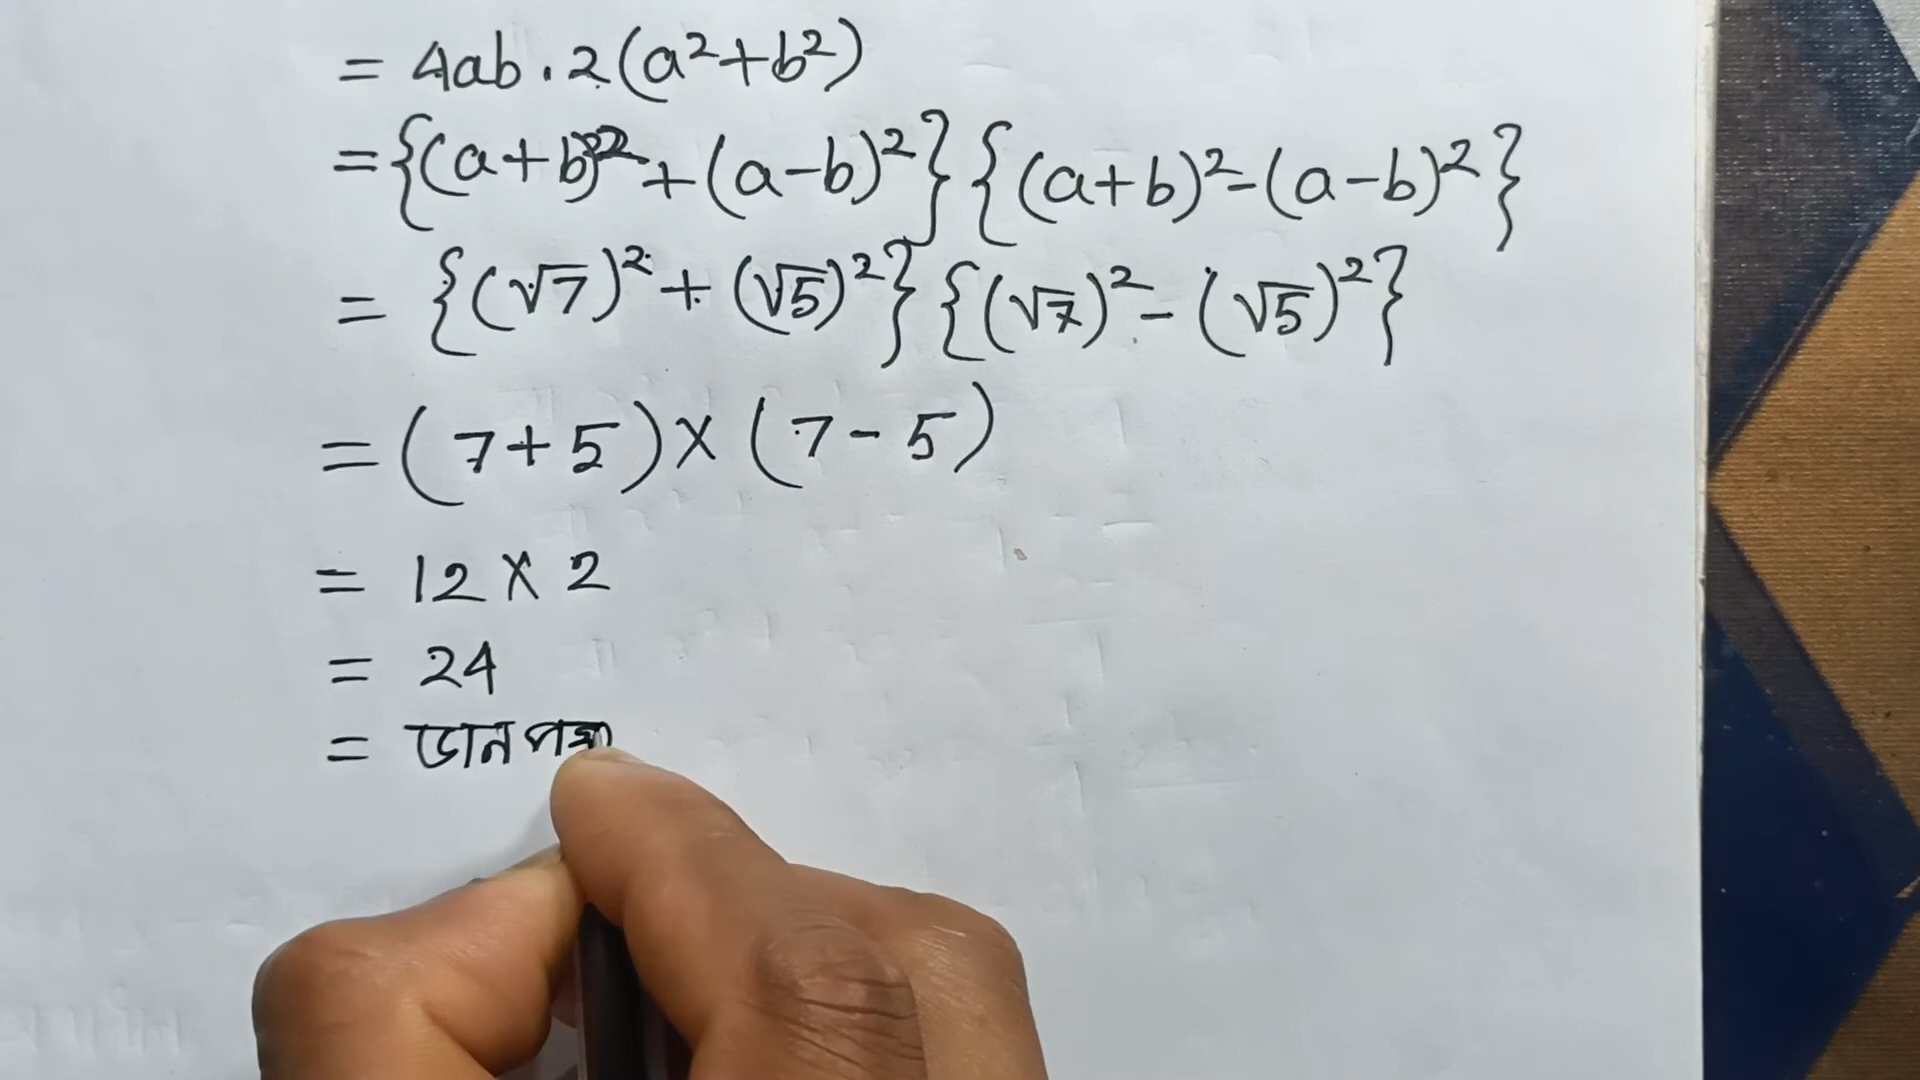 = 4ab.2(a²+b²)
={(a+b)²+(a-b)²}{(a+b)²-(a-b)²}
= {(√7)²+(√5)²}{(√7)²-(√5)²}
=(7+5)×(7-5)
= 12×2
= 24
= ডানপক্ষ